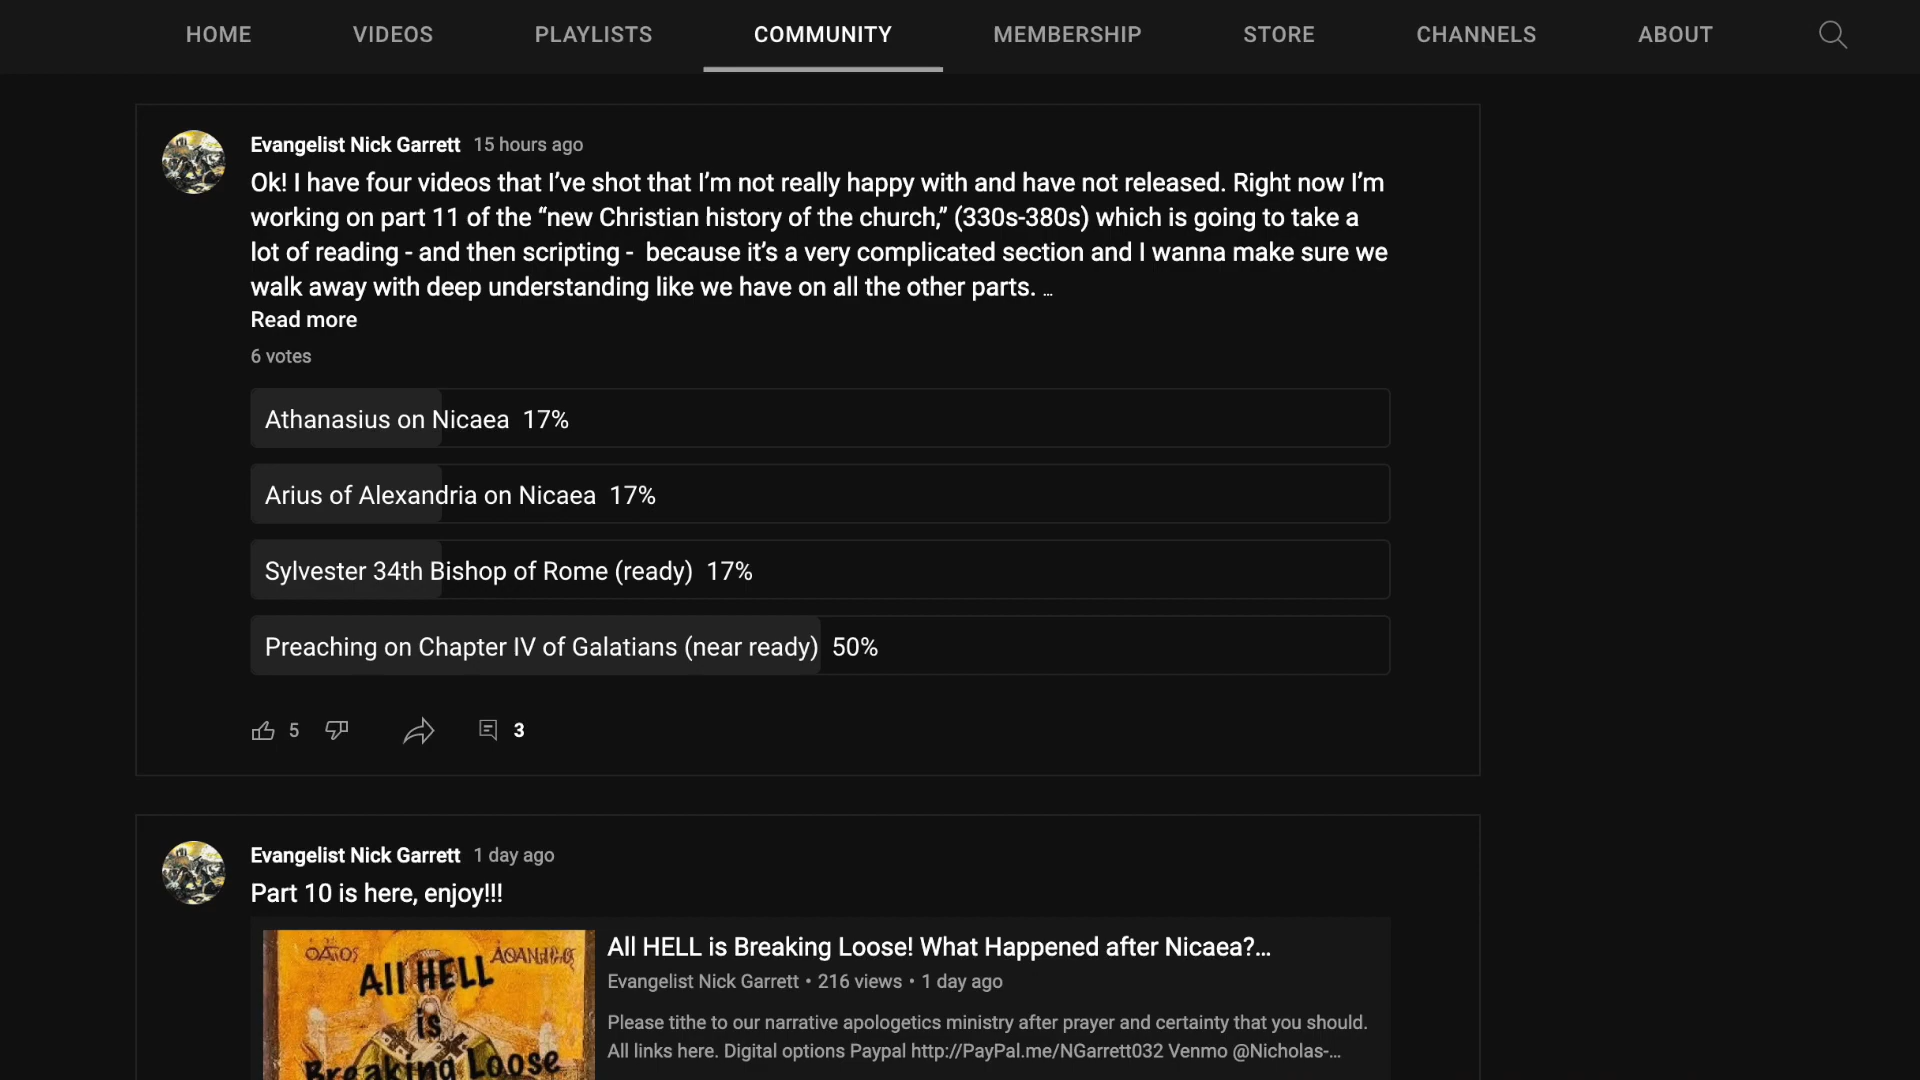 HOME VIDEOS PLAYLISTS COMMUNITY MEMBERSHIP STORE CHANNELS ABOUT
Evangelist Nick Garrett 15 hours ago
Ok! I have four videos that I’ve shot that I’m not really happy with and have not released. Right now I’m
working on part 11 of the “new Christian history of the church,” (330s-380s) which is going to take a
lot of reading - and then scripting - because it’s a very complicated section and I wanna make sure we
walk away with deep understanding like we have on all the other parts. ...
Read more
6 votes
Athanasius on Nicaea 17%
Arius of Alexandria on Nicaea 17%
Sylvester 34th Bishop of Rome (ready) 17%
Preaching on Chapter IV of Galatians (near ready) 50%
5 3
Evangelist Nick Garrett 1 day ago
Part 10 is here, enjoy!!!
All HELL is Breaking Loose! What Happened after Nicaea?...
Evangelist Nick Garrett • 216 views • 1 day ago
Please tithe to our narrative apologetics ministry after prayer and certainty that you should.
All links here. Digital options Paypal http://PayPal.me/NGarrett032 Venmo @Nicholas-...
All HELL
is
Breaking Loose